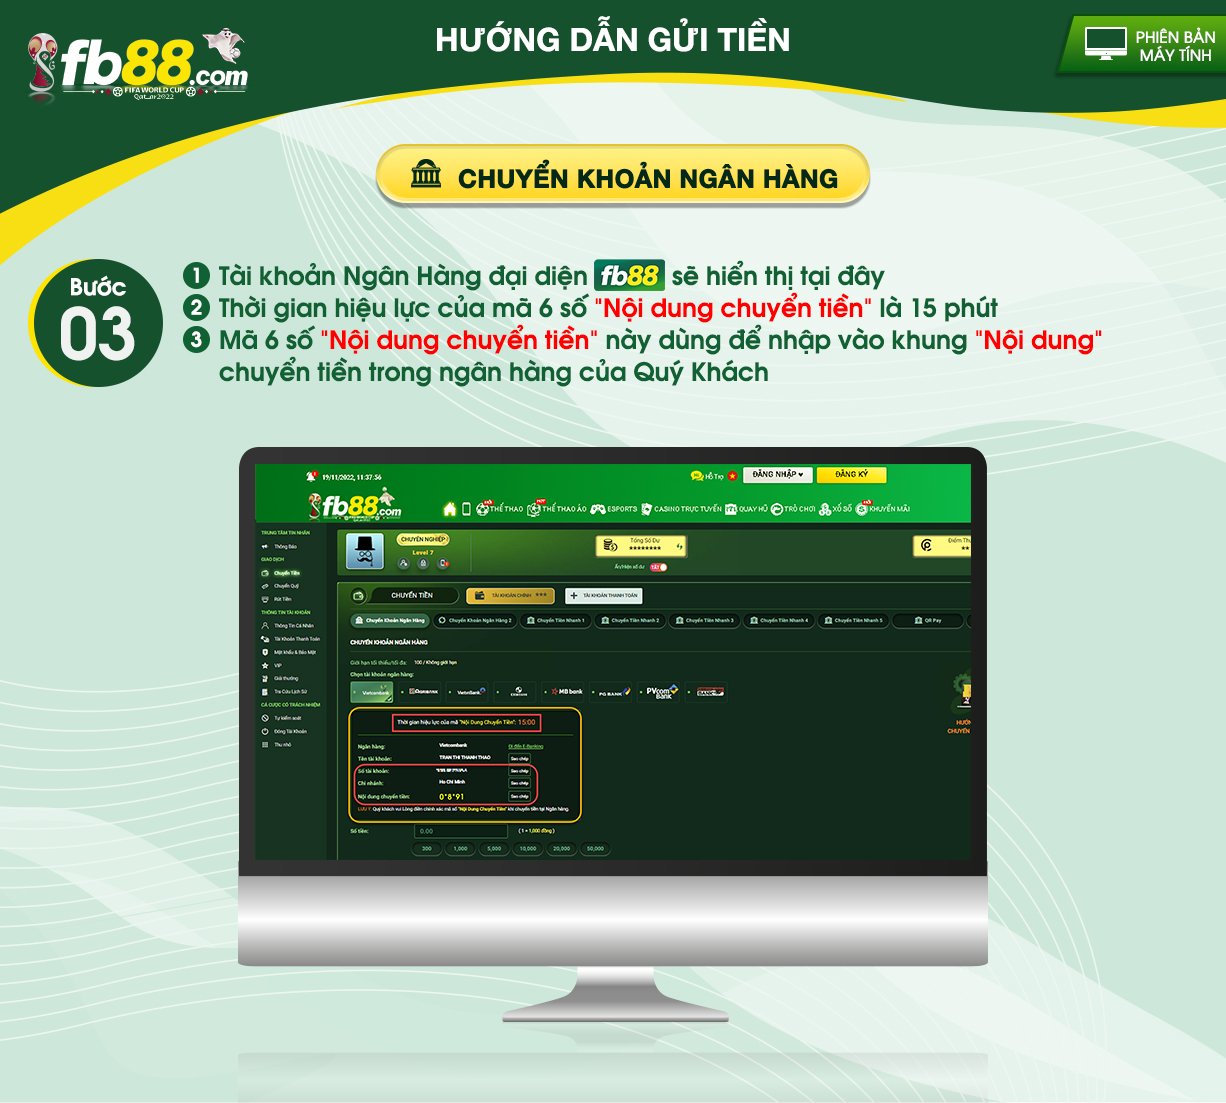 fb88.com
FIFA WORLD CUP
Qatar2022
HƯỚNG DẪN GỬI TIỀN
PHIÊN BẢN
MÁY TÍNH
CHUYỂN KHOẢN NGÂN HÀNG
Bước
03
1 Tài khoản Ngân Hàng đại diện fb88 sẽ hiển thị tại đây
2 Thời gian hiệu lực của mã 6 số "Nội dung chuyển tiền" là 15 phút
3 Mã 6 số "Nội dung chuyển tiền" này dùng để nhập vào khung "Nội dung"
chuyển tiền trong ngân hàng của Quý Khách
19/11/2022, 11:37:56
Hỗ Trợ
ĐĂNG NHẬP
ĐĂNG KÝ
fb88.com
THỂ THAO THỂ THAO ẢO ESPORTS CASINO TRỰC TUYẾN QUAY HŨ TRÒ CHƠI XỔ SỐ KHUYẾN MÃI
TRUNG TÂM TIN NHẮN
Thông Báo
GIAO DỊCH
Chuyển Tiền
Chuyển Quỹ
Rút Tiền
THÔNG TIN TÀI KHOẢN
Thông Tin Cá Nhân
Tài Khoản Thanh Toán
Mật khẩu & Bảo Mật
VIP
Giải thưởng
Tra Cứu Lịch Sử
CÁ CƯỢC CÓ TRÁCH NHIỆM
Tự kiểm soát
Đóng Tài Khoản
Thu nhỏ
CHUYÊN NGHIỆP
Level 7
Tổng Số Dư
********
Ẩn/Hiện số dư
TẮT
Điểm Th
**
CHUYỂN TIỀN
TÀI KHOẢN CHÍNH ***
+ TÀI KHOẢN THANH TOÁN
Chuyển Khoản Ngân Hàng
Chuyển Khoản Ngân Hàng 2
Chuyển Tiền Nhanh 1
Chuyển Tiền Nhanh 2
Chuyển Tiền Nhanh 3
Chuyển Tiền Nhanh 4
Chuyển Tiền Nhanh 5
QR Pay
CHUYỂN KHOẢN NGÂN HÀNG
Giới hạn tối thiểu/tối đa: 100 / Không giới hạn
Chọn tài khoản ngân hàng:
Vietcombank
AGRIBANK
VietinBank
MB bank
PG BANK
PVcom BANK
HƯỚN
CHUYỂN
Thời gian hiệu lực của mã "Nội Dung Chuyển Tiền": 15:00
Ngân hàng: Vietcombank Đi đến E-Banking
Tên tài khoản: TRAN THI THANH THAO Sao chép
Số tài khoản: Sao chép
Chi nhánh: Ho Chi Minh Sao chép
Nội dung chuyển tiền: 0*8*91 Sao chép
LƯU Ý: Quý khách vui Lòng điền chính xác mã số "Nội Dung Chuyển Tiền" khi chuyển tiền tại Ngân hàng.
Số tiền: 0.00 ( 1 = 1,000 đồng )
300 1,000 5,000 10,000 20,000 50,000